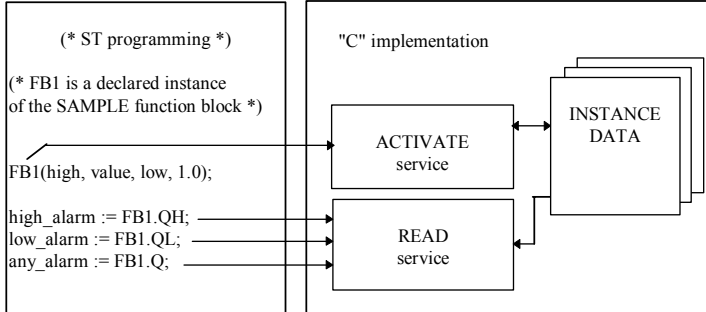 (* ST programming *)
(* FB1 is a declared instance
of the SAMPLE function block *)
FB1(high, value, low, 1.0);
high_alarm := FB1.QH;
low_alarm := FB1.QL;
any_alarm := FB1.Q;
"C" implementation
ACTIVATE
service
READ
service
INSTANCE
DATA